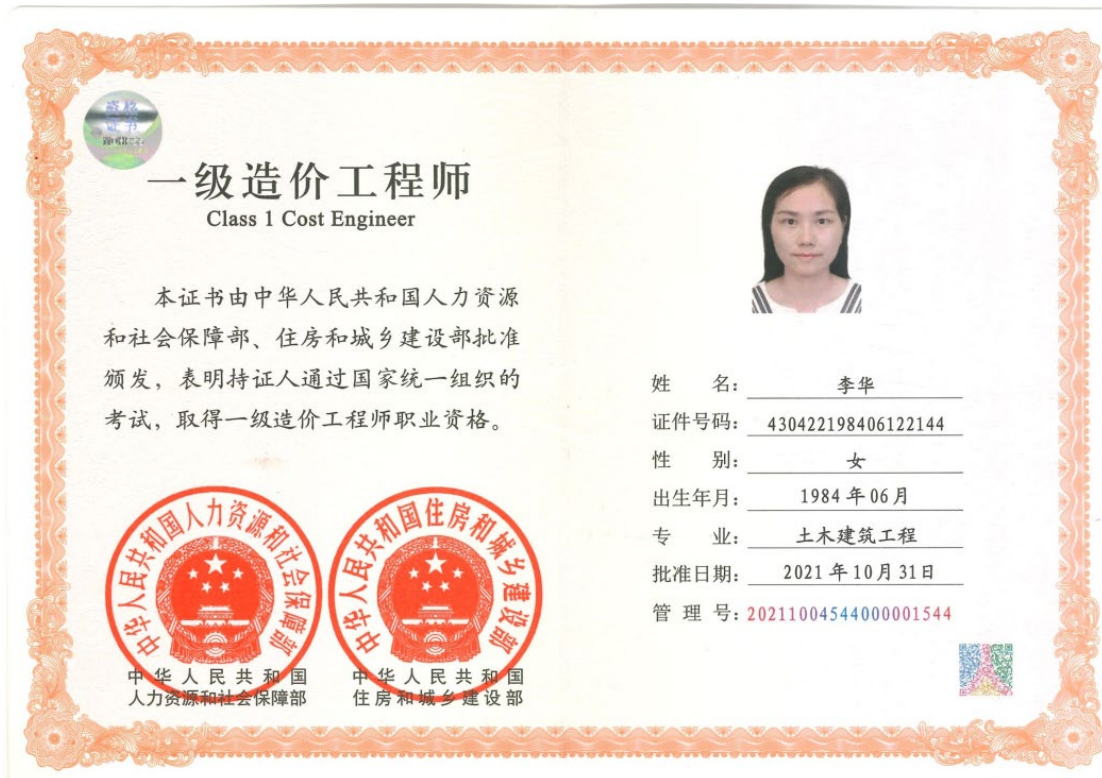 资格
证书
一级造价工程师
Class 1 Cost Engineer
本证书由中华人民共和国人力资源
和社会保障部、住房和城乡建设部批准
颁发，表明持证人通过国家统一组织的
考试，取得一级造价工程师职业资格。
中华人民共和国人力资源和社会保障部
中华人民共和国住房和城乡建设部
中华人民共和国
人力资源和社会保障部
中华人民共和国
住房和城乡建设部
姓 名：李华
证件号码：430422198406122144
性 别：女
出生年月：1984年06月
专 业：土木建筑工程
批准日期：2021年10月31日
管 理 号：20211004544000001544